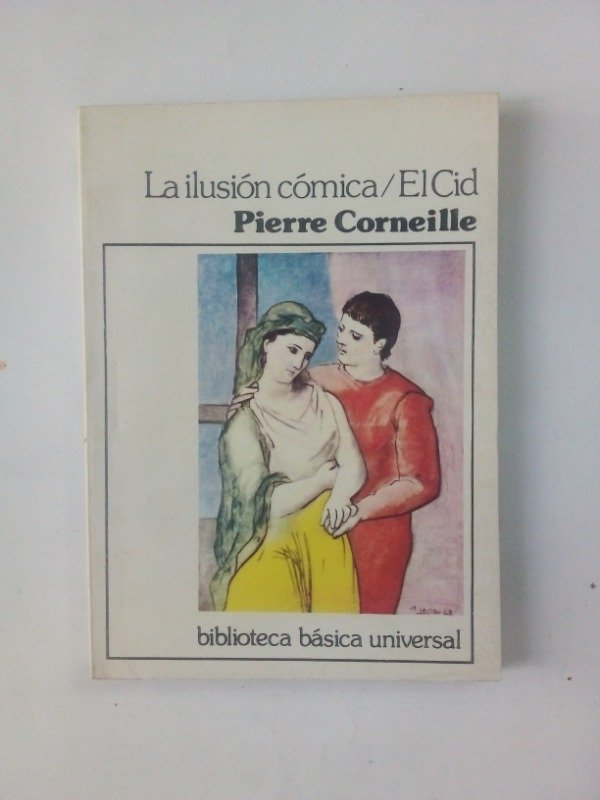 La ilusión cómica/El Cid
Pierre Corneille
biblioteca básica universal